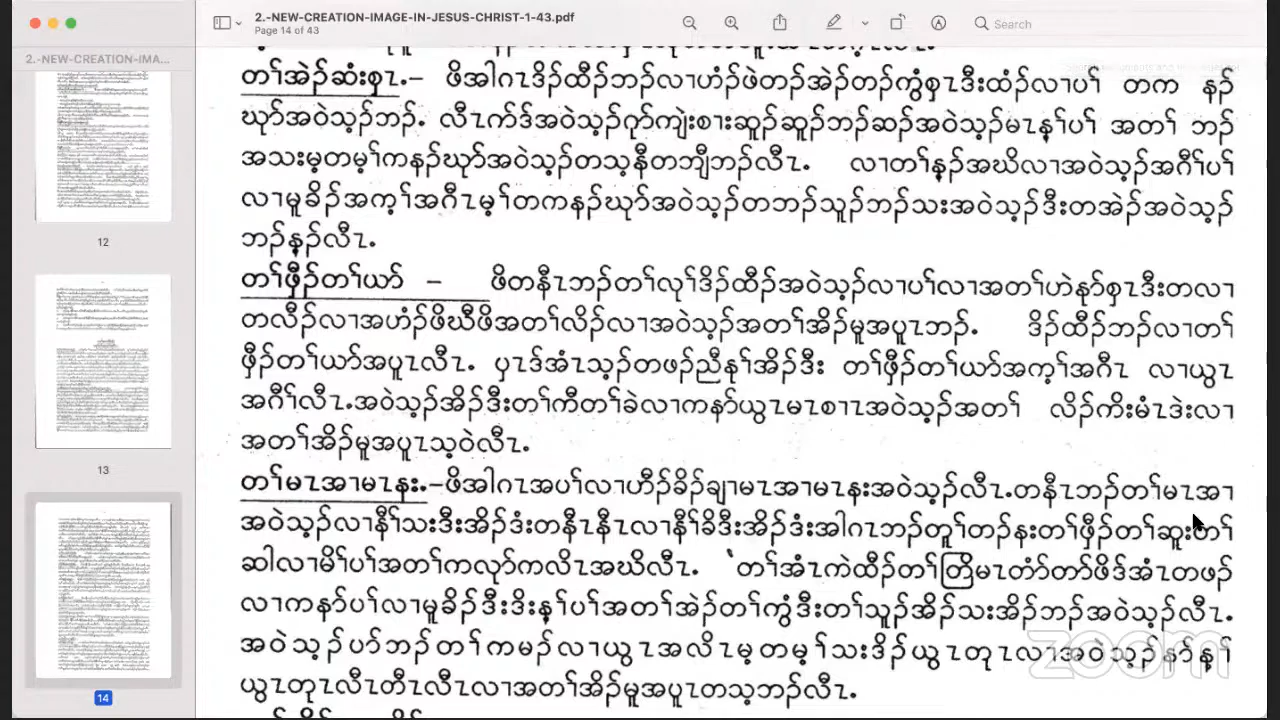 2.-NEW-CREATION-IMAGE-IN-JESUS-CHRIST-1-43.pdf
Page 14 of 43
Search
2.-NEW-CREATION-IMA...
12
13
14
တၢ်အဲၣ်ဆံးစ့ၤ.– ဖိအါဂၤဒိၣ်ထီၣ်ဘၣ်လၢဟံၣ်ဖဲတၣ်အဲၣ်တၣ်ကွံစှၤဒီးထံၣ်လၢပၢ် တက နၣ်
ဃုာ်အဝဲသ့ၣ်ဘၣ်. လီၤက်ဒ်အဝဲသ့ၣ်ဂုာ်ကျဲးစၢးဆူၣ်ဆူၣ်ဘၣ်ဆၣ်အဝဲသ့ၣ်မၤန့ၢ်ပၢ် အတၢ် ဘၣ်
အသးမ့တမ့ၢ်ကနၣ်ဃုာ်အဝဲသ့ၣ်တသ့နီတဘျီဘၣ်လီၤ. လၢတၢ်န့ၣ်အဃိလၢအဝဲသ့ၣ်အဂီၢ်ပၢ်
လၢမူခိၣ်အက့ၢ်အဂီၤမ့ၢ်တကနၣ်ဃုာ်အဝဲသ့ၣ်တဘၣ်သူၣ်ဘၣ်သးအဝဲသ့ၣ်ဒီးတအဲၣ်အဝဲသ့ၣ်
ဘၣ်န့ၣ်လီၤ.
တၢ်ဖှီၣ်တၢ်ယာ် – ဖိတနီၤဘၣ်တၢ်လုၢ်ဒိၣ်ထီၣ်အဝဲသ့ၣ်လၢပၢ်လၢအတၢ်ဟဲနုာ်စှၤဒီးတလၢ
တလီၣ်လၢအဟံၣ်ဖိဃီဖိအတၢ်လိၣ်လၢအဝဲသ့ၣ်အတၢ်အိၣ်မူအပူၤဘၣ်. ဒိၣ်ထီၣ်ဘၣ်လၢတၢ်
ဖှီၣ်တၢ်ယာ်အပူၤလီၤ. ပှၤဒ်အံၤသ့ၣ်တဖၣ်ညီနုၢ်အိၣ်ဒီး တၢ်ဖှီၣ်တၢ်ယာ်အက့ၢ်အဂီၤ လၢယွၤ
အဂီၢ်လီၤ.အဝဲသ့ၣ်အိၣ်ဒီးတၢ်ကီတၢ်ခဲလၢကနာ်ယွၤမၤစၢၤအဝဲသ့ၣ်အတၢ် လိၣ်ကိးမံၤဒဲးလၢ
အတၢ်အိၣ်မူအပူၤသ့ဝဲလီၤ.
တၢ်မၤအၢမၤနး.–ဖိအါဂၤအပၢ်လၢဟီၣ်ခိၣ်ချၢမၤအၢမၤနးအဝဲသ့ၣ်လီၤ.တနီၤဘၣ်တၢ်မၤအၢ
အဝဲသ့ၣ်လၢနီၢ်သးဒီးအိၣ်ဒံးတနီၤနီၤလၢနီၢ်ခိဒီးအိၣ်ဒံးအါဂၤဘၣ်တူၢ်တၣ်နးတၢ်ဖှီၣ်တၢ်ဆူးတၢ်
ဆါလၢမိၢ်ပၢ်အတၢ်ကလုာ်ကလိၤအဃိလီၤ. တၢ်အံၤကဲထီၣ်တၢ်တြီမၤတံာ်တာ်ဖိဒ်အံၤတဖၣ်
လၢကနာ်ပၢ်လၢမူခိၣ်ဒီးဒိးန့ၢ်ပၢ်အတၢ်အဲၣ်တၢ်ကွံဒီးတၢ်သူၣ်အိၣ်သးအိၣ်ဘၣ်အဝဲသ့ၣ်လီၤ.
အဝဲသ့ၣ်ပာ်ဘၣ်တၢ်ကမၣ်လၢယွၤအလိၤမ့တမ့ၢ်သးဒိၣ်ယွၤတုၤလၢအဝဲသ့ၣ်နာ်န့ၢ်
ယွၤတုၤလီၤတီၤလီၤလၢအတၢ်အိၣ်မူအပူၤတသ့ဘၣ်လီၤ.
zoom